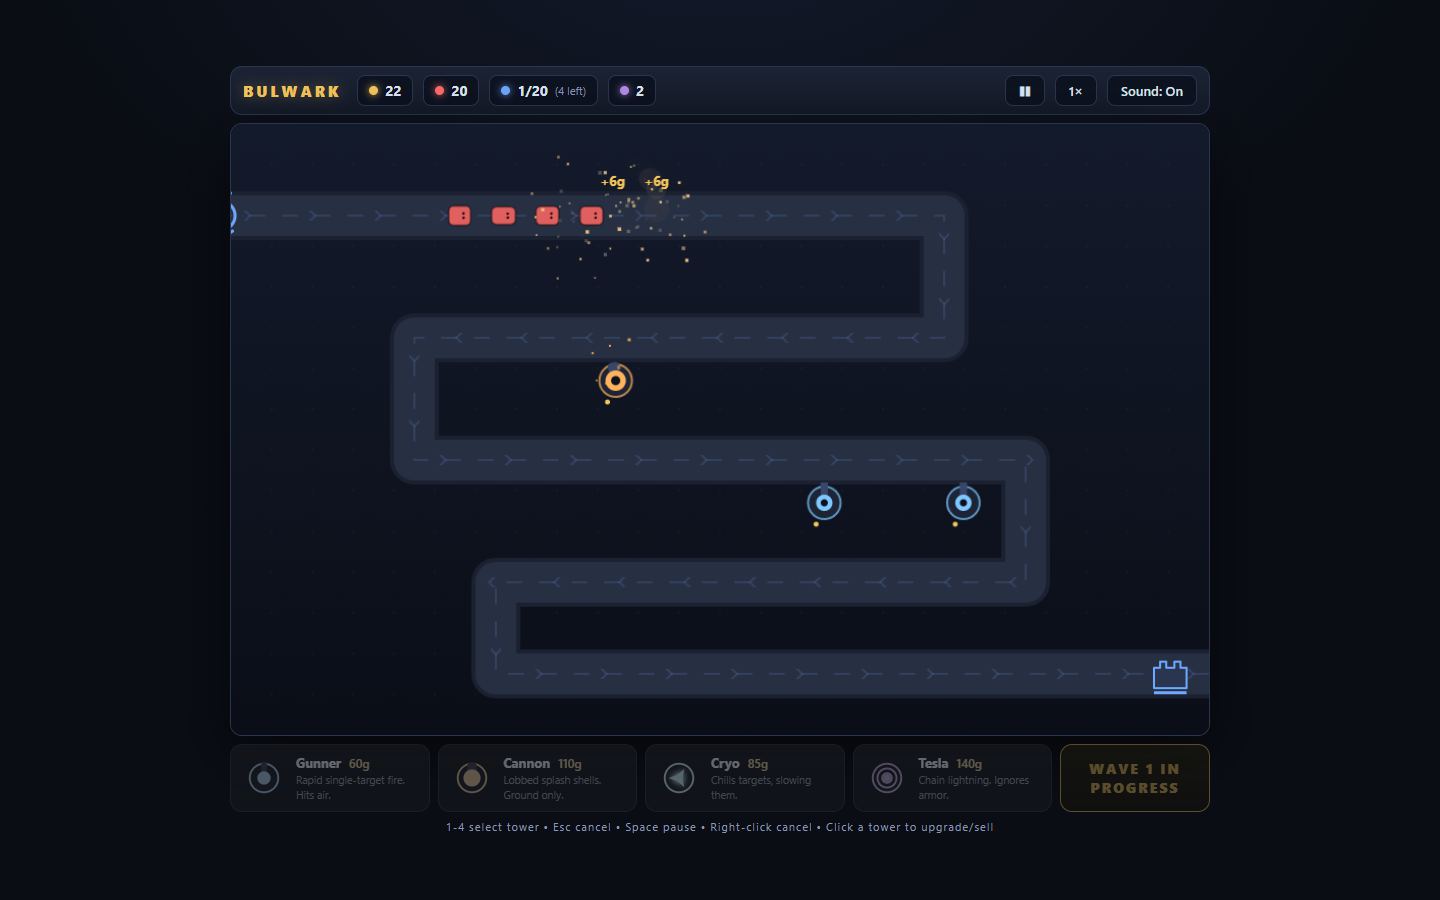 BULWARK 22 20 1/20 (4 left) 2 1× Sound: On
+6g +6g
Gunner 60g
Rapid single-target fire.
Hits air.
Cannon 110g
Lobbed splash shells.
Ground only.
Cryo 85g
Chills targets, slowing
them.
Tesla 140g
Chain lightning. Ignores
armor.
WAVE 1 IN
PROGRESS
1-4 select tower • Esc cancel • Space pause • Right-click cancel • Click a tower to upgrade/sell